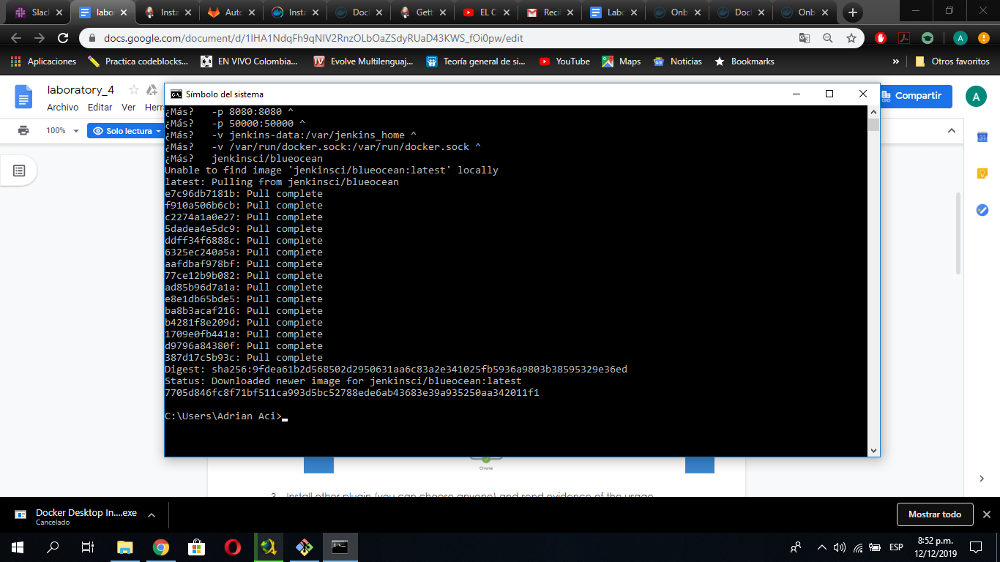 Slack
labo
Insta
Auto
Insta
Dock
Gett
EL C
Recib
Labo
Onb
Doc
Onb
docs.google.com/document/d/1IHA1NdqFh9qNIV2RnzOLbOaZSdyRUaD43KWS_fOi0pw/edit
A
Aplicaciones
Practica codeblocks...
EN VIVO Colombia...
Evolve Multilenguaj...
Teoría general de si...
YouTube
Maps
Noticias
Bookmarks
»
Otros favoritos
laboratory_4
Archivo Editar Ver Herra
Compartir
A
100%
Solo lectura
31
Símbolo del sistema
¿Más?   -p 8080:8080 ^
¿Más?   -p 50000:50000 ^
¿Más?   -v jenkins-data:/var/jenkins_home ^
¿Más?   -v /var/run/docker.sock:/var/run/docker.sock ^
¿Más?   jenkinsci/blueocean
Unable to find image 'jenkinsci/blueocean:latest' locally
latest: Pulling from jenkinsci/blueocean
e7c96db7181b: Pull complete
f910a506b6cb: Pull complete
c2274a1a0e27: Pull complete
5dadea4e5dc9: Pull complete
ddff34f6888c: Pull complete
6325ec240a5a: Pull complete
aafdbaf978bf: Pull complete
77ce12b9b082: Pull complete
ad85b96d7a1a: Pull complete
e8e1db65bde5: Pull complete
ba8b3acaf216: Pull complete
b4281f8e209d: Pull complete
1709e0fb441a: Pull complete
d9796a84380f: Pull complete
387d17c5b93c: Pull complete
Digest: sha256:9fdea61b2d568502d2950631aa6c83a2e341025fb5936a9803b38595329e36ed
Status: Downloaded newer image for jenkinsci/blueocean:latest
7705d846fc8f71bf511ca993d5bc52788ede6ab43683e39a935250aa342011f1
C:\Users\Adrian Aci>
Chrome
3. Install other plugin (you can choose anyone) and send evidence of the usage
Docker Desktop In....exe
Cancelado
Mostrar todo
ESP
8:52 p.m.
12/12/2019